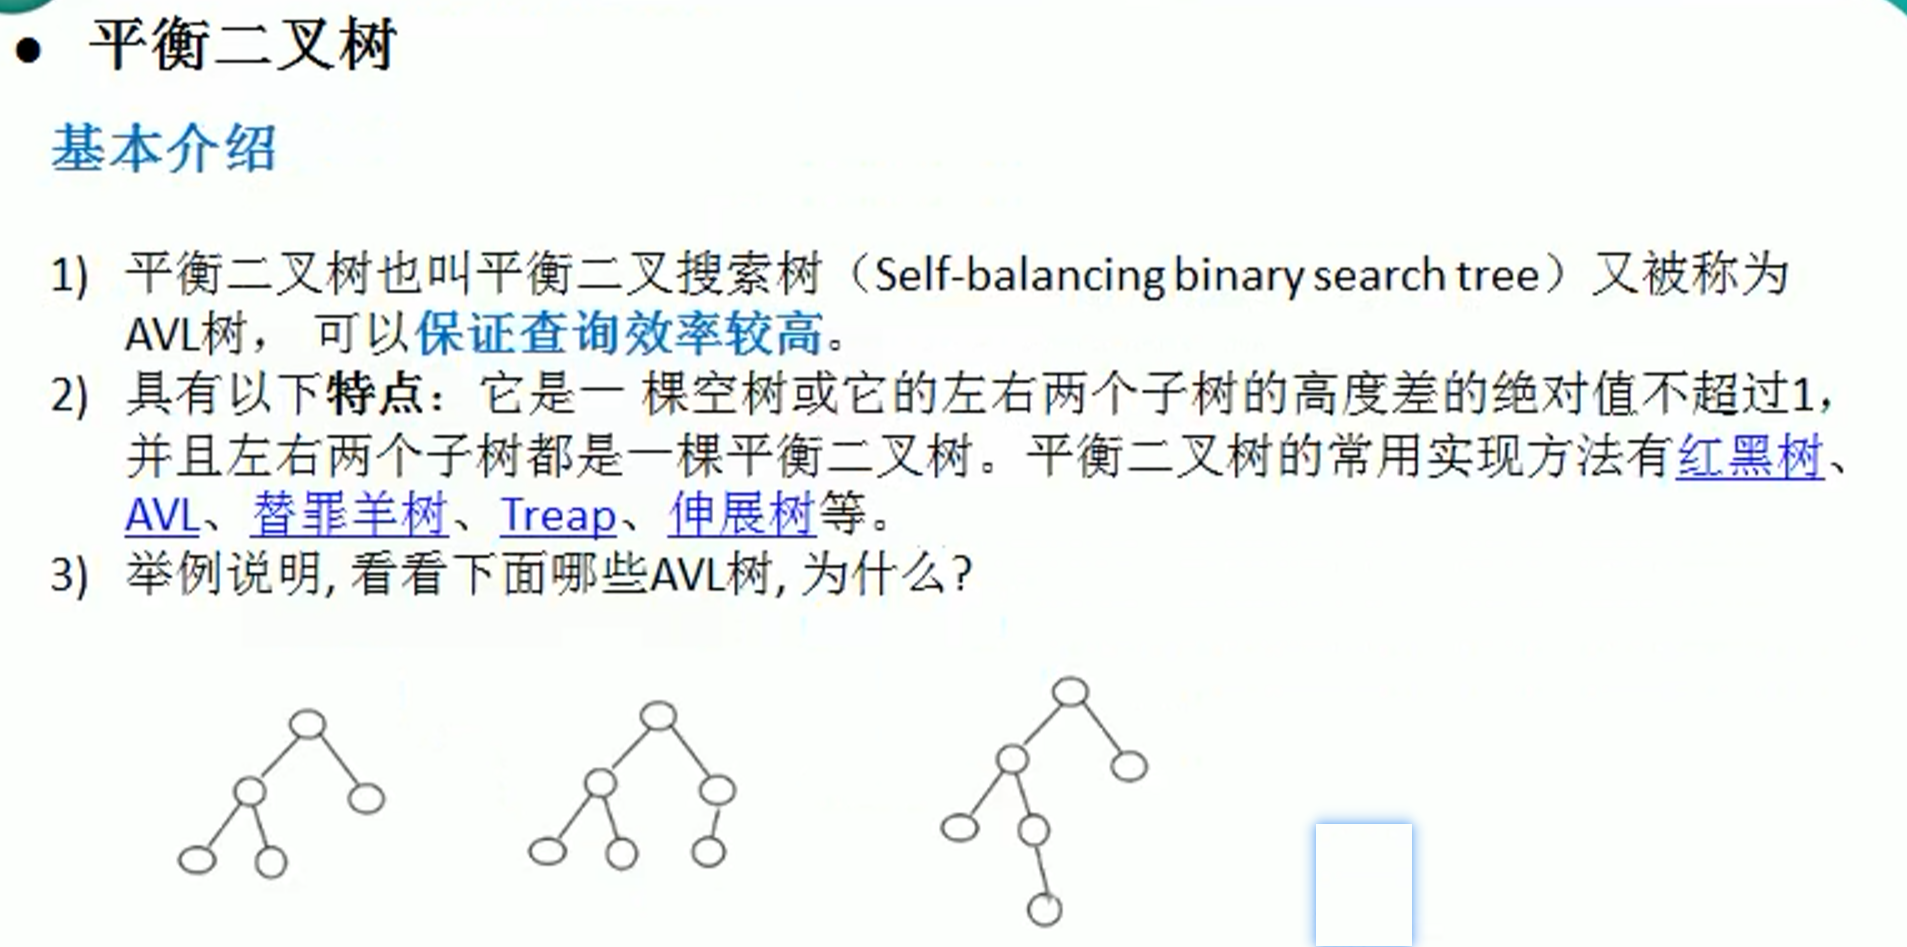 ● 平衡二叉树
基本介绍
1) 平衡二叉树也叫平衡二叉搜索树（Self-balancing binary search tree）又被称为
AVL树， 可以保证查询效率较高。
2) 具有以下特点：它是一 棵空树或它的左右两个子树的高度差的绝对值不超过1，
并且左右两个子树都是一棵平衡二叉树。平衡二叉树的常用实现方法有红黑树、
AVL、替罪羊树、Treap、伸展树等。
3) 举例说明, 看看下面哪些AVL树, 为什么?